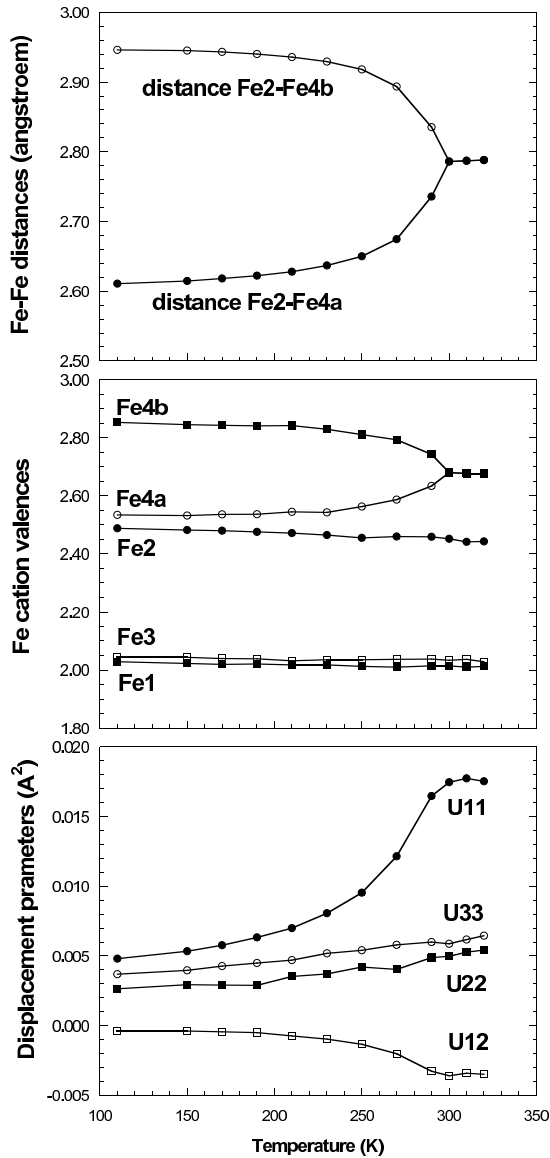 3.00
2.90
2.80
2.70
2.60
2.50
Fe-Fe distances (angstroem)
distance Fe2-Fe4b
distance Fe2-Fe4a
3.00
2.80
2.60
2.40
2.20
2.00
1.80
Fe cation valences
Fe4b
Fe4a
Fe2
Fe3
Fe1
0.020
0.015
0.010
0.005
0.000
-0.005
Displacement prameters (A²)
U11
U33
U22
U12
100 150 200 250 300 350
Temperature (K)